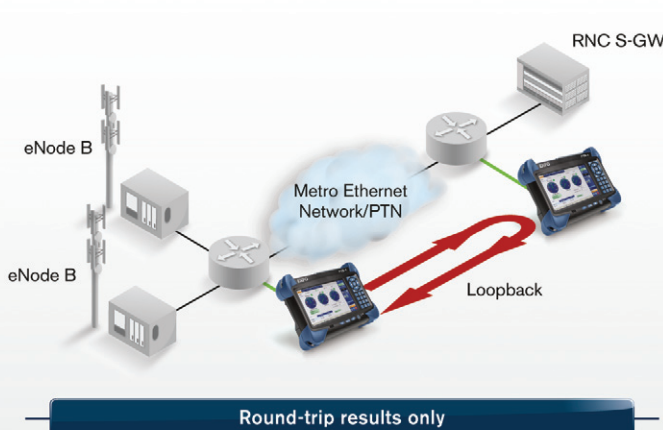 RNC S-GW
eNode B
Metro Ethernet
Network/PTN
eNode B
Loopback
Round-trip results only